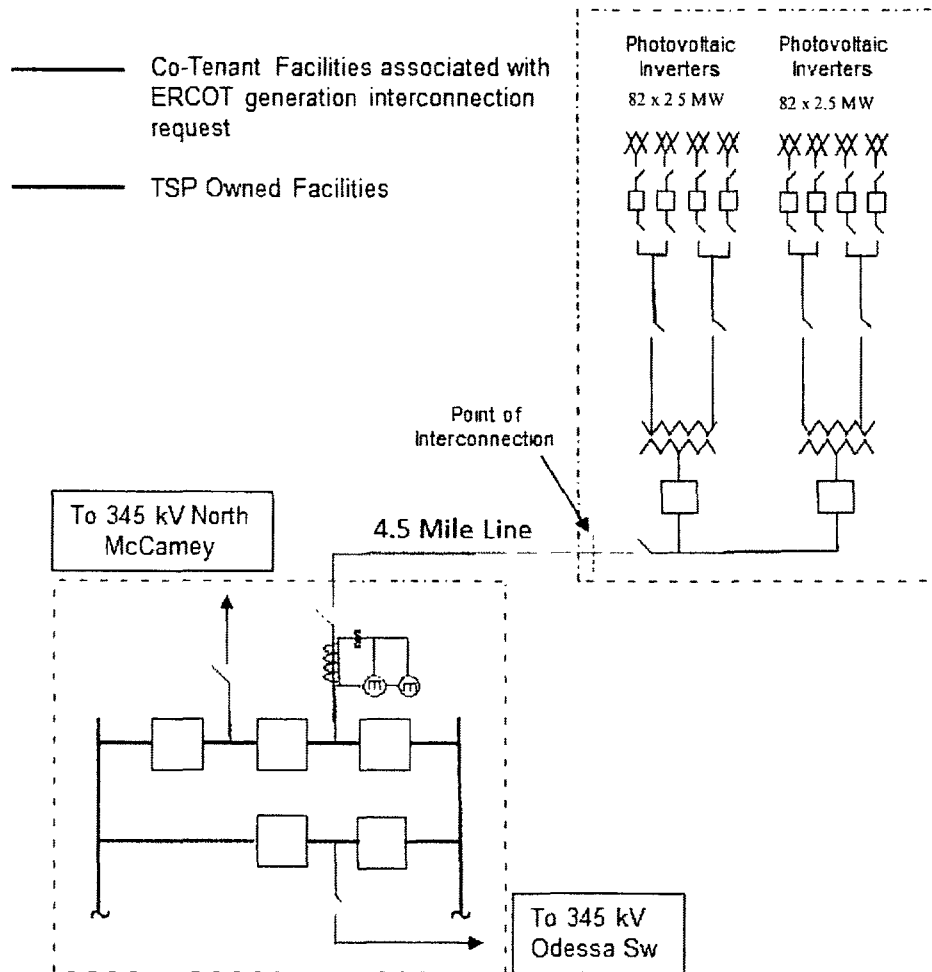 Co-Tenant Facilities associated with
ERCOT generation interconnection
request
TSP Owned Facilities
Photovoltaic
Inverters
82 x 2 5 MW
Photovoltaic
Inverters
82 x 2.5 MW
Point of
Interconnection
To 345 kV North
McCamey
4.5 Mile Line
To 345 kV
Odessa Sw